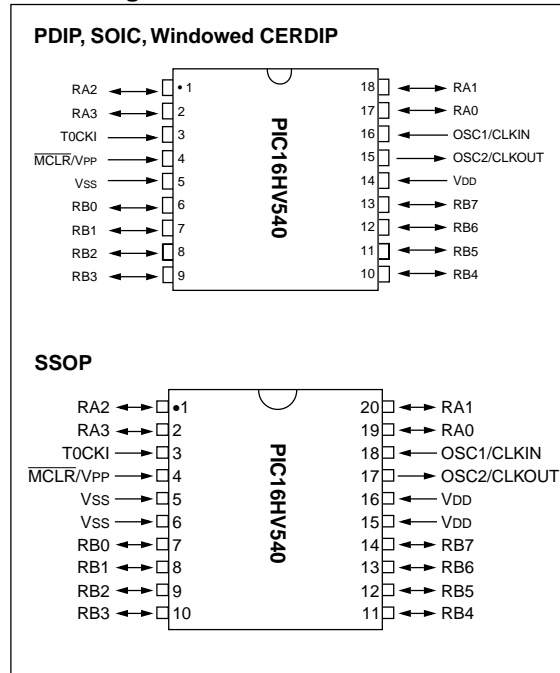 PDIP, SOIC, Windowed CERDIP
RA2 •1 18 RA1
RA3 2 17 RA0
T0CKI 3 16 OSC1/CLKIN
MCLR/VPP 4 15 OSC2/CLKOUT
VSS 5 14 VDD
RB0 6 13 RB7
RB1 7 12 RB6
RB2 8 11 RB5
RB3 9 10 RB4
PIC16HV540
SSOP
RA2 •1 20 RA1
RA3 2 19 RA0
T0CKI 3 18 OSC1/CLKIN
MCLR/VPP 4 17 OSC2/CLKOUT
VSS 5 16 VDD
VSS 6 15 VDD
RB0 7 14 RB7
RB1 8 13 RB6
RB2 9 12 RB5
RB3 10 11 RB4
PIC16HV540